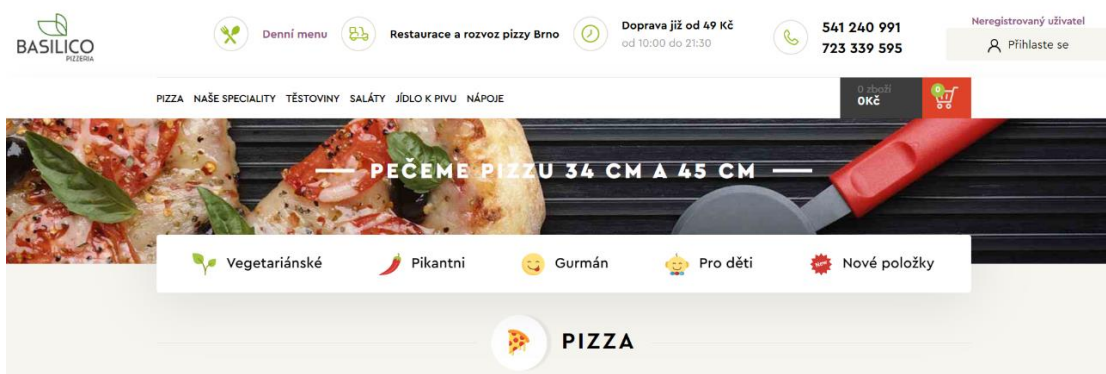 BASILICO
PIZZERIA
Denní menu
Restaurace a rozvoz pizzy Brno
Doprava již od 49 Kč
od 10:00 do 21:30
541 240 991
723 339 595
Neregistrovaný uživatel
Přihlaste se
PIZZA NAŠE SPECIALITY TĚSTOVINY SALÁTY JÍDLO K PIVU NÁPOJE
0 zboží
0Kč
0
PEČEME PIZZU 34 CM A 45 CM
Vegetariánské
Pikantni
Gurmán
Pro děti
New
Nové položky
PIZZA